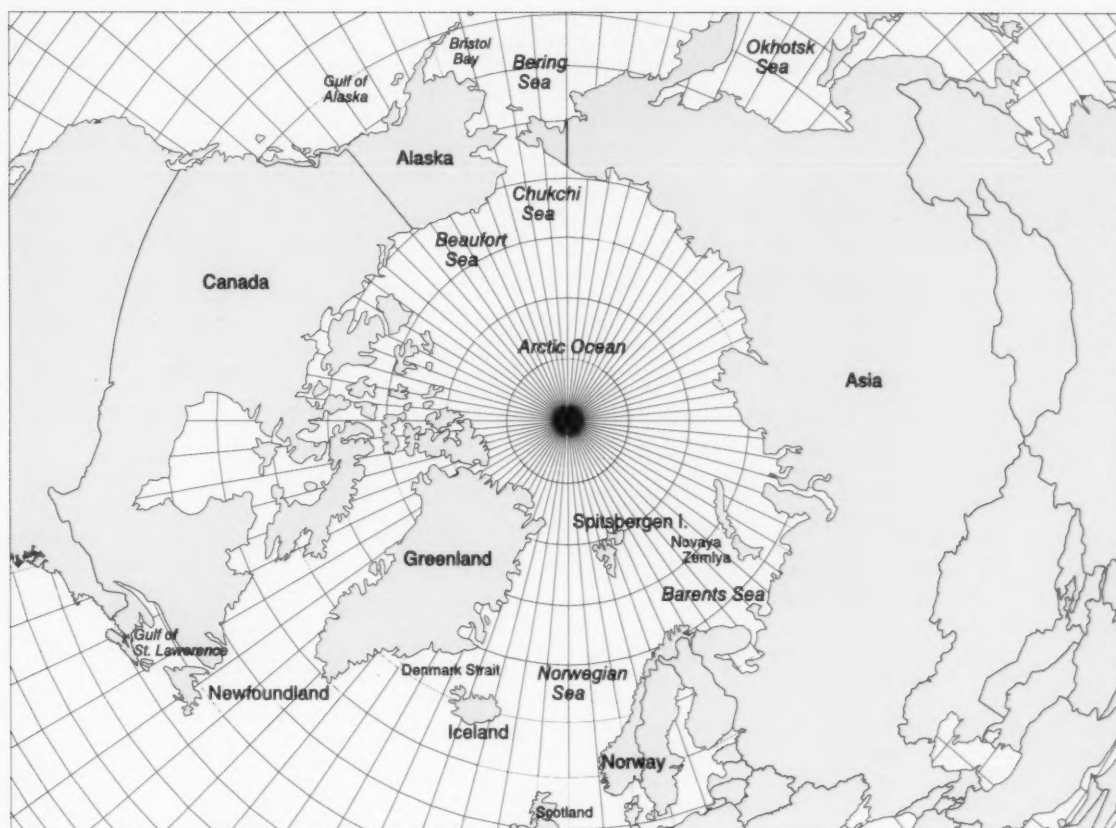 Bristol
Bay
Okhotsk
Sea
Bering
Sea
Gulf of
Alaska
Alaska
Chukchi
Sea
Beaufort
Sea
Canada
Arctic Ocean
Asia
Spitsbergen I.
Novaya
Zemlya
Greenland
Barents Sea
Gulf of
St. Lawerence
Denmark Strait
Norwegian
Sea
Newfoundland
Iceland
Norway
Scotland